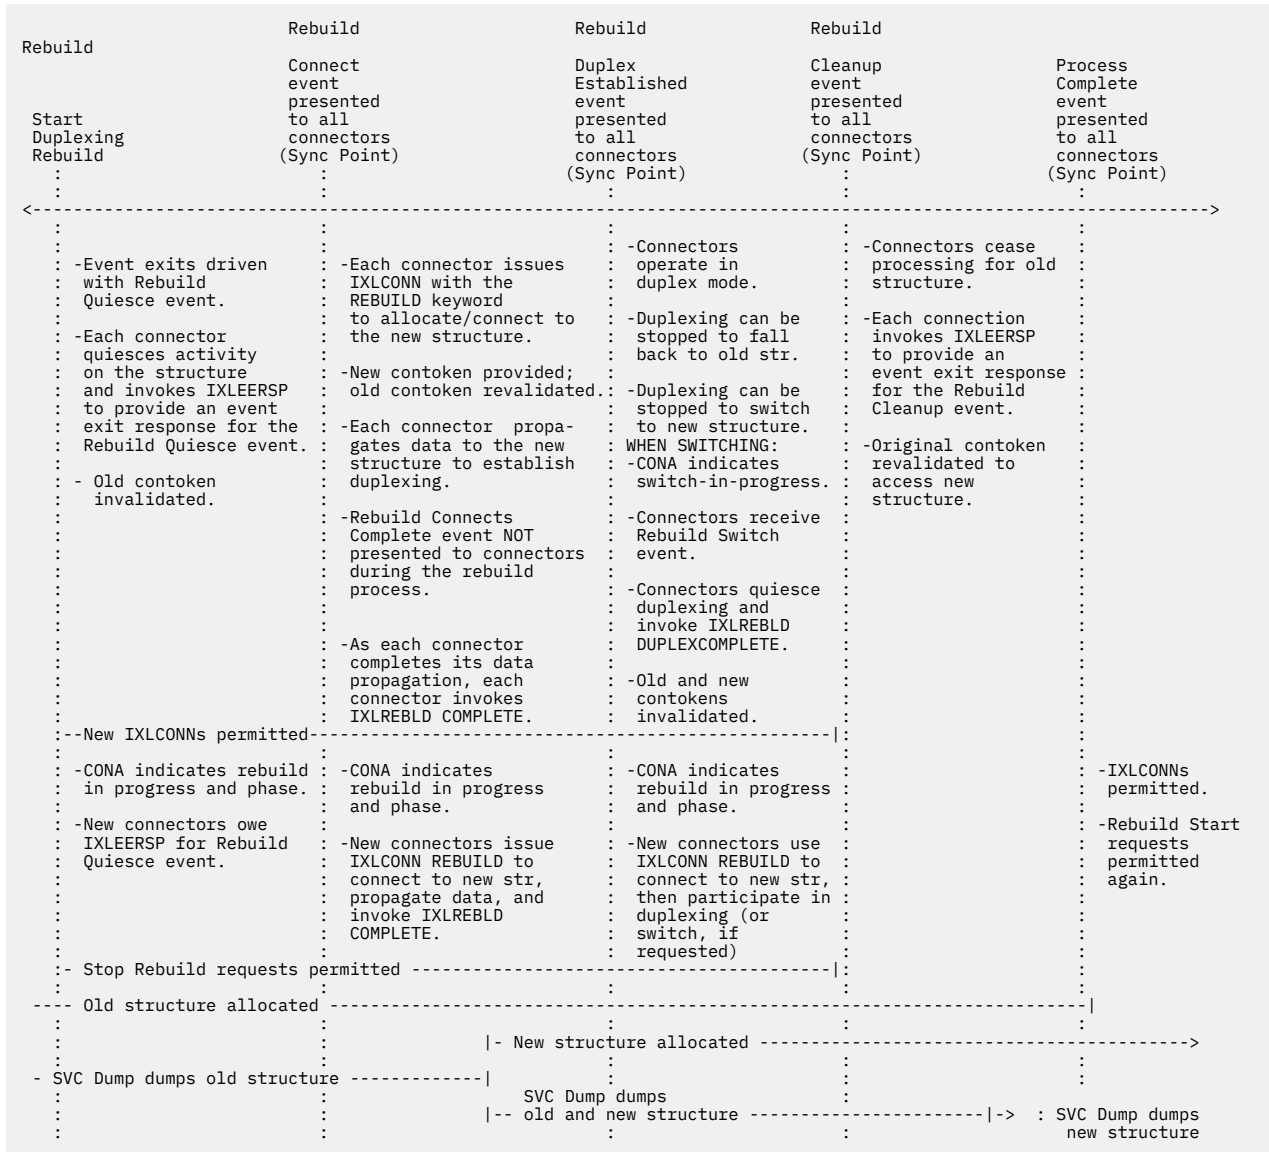 Rebuild                     Rebuild                Rebuild
Rebuild
                          Connect                     Duplex                 Cleanup                 Process
                          event                       Established            event                   Complete
                          presented                   event                  presented               event
 Start                    to all                      presented              to all                  presented
 Duplexing                connectors                  to all                 connectors              to all
 Rebuild                 (Sync Point)                 connectors            (Sync Point)             connectors
   :                         :                       (Sync Point)               :                   (Sync Point)
   :                         :                           :                      :                      :
<------------------------------------------------------------------------------------------------------------------->
   :                         :                           :                      :                      :
   :                         :                           : -Connectors          : -Connectors cease    :
   : -Event exits driven     : -Each connector issues    :  operate in          :  processing for old  :
   :  with Rebuild           :  IXLCONN with the         :  duplex mode.        :  structure.          :
   :  Quiesce event.         :  REBUILD keyword          :                      :                      :
   :                         :  to allocate/connect to   : -Duplexing can be    : -Each connection     :
   : -Each connector         :  the new structure.       :  stopped to fall     :  invokes IXLEERSP    :
   :  quiesces activity      :                           :  back to old str.    :  to provide an       :
   :  on the structure       : -New contoken provided;   :                      :  event exit response :
   :  and invokes IXLEERSP   :  old contoken revalidated.: -Duplexing can be    :  for the Rebuild     :
   :  to provide an event    :                           :  stopped to switch   :  Cleanup event.      :
   :  exit response for the  : -Each connector  propa-   :  to new structure.   :                      :
   :  Rebuild Quiesce event. :  gates data to the new    : WHEN SWITCHING:      : -Original contoken   :
   :                         :  structure to establish   : -CONA indicates      :  revalidated to      :
   : - Old contoken          :  duplexing.               :  switch-in-progress. :  access new          :
   :   invalidated.          :                           :                      :  structure.          :
   :                         : -Rebuild Connects         : -Connectors receive  :                      :
   :                         :  Complete event NOT       :  Rebuild Switch      :                      :
   :                         :  presented to connectors  :  event.              :                      :
   :                         :  during the rebuild       :                      :                      :
   :                         :  process.                 : -Connectors quiesce  :                      :
   :                         :                           :  duplexing and       :                      :
   :                         :                           :  invoke IXLREBLD     :                      :
   :                         : -As each connector        :  DUPLEXCOMPLETE.     :                      :
   :                         :  completes its data       :                      :                      :
   :                         :  propagation, each        : -Old and new         :                      :
   :                         :  connector invokes        :  contokens           :                      :
   :                         :  IXLREBLD COMPLETE.       :  invalidated.        :                      :
   :--New IXLCONNs permitted---------------------------------------------------|:                      :
   :                         :                           :                      :                      :
   : -CONA indicates rebuild : -CONA indicates           : -CONA indicates      :                      : -IXLCONNs
   :  in progress and phase. :  rebuild in progress      :  rebuild in progress :                      :  permitted.
   :                         :  and phase.               :  and phase.          :                      :
   : -New connectors owe     :                           :                      :                      : -Rebuild Start
   :  IXLEERSP for Rebuild   : -New connectors issue     : -New connectors use  :                      :  requests
   :  Quiesce event.         :  IXLCONN REBUILD to       :  IXLCONN REBUILD to  :                      :  permitted
   :                         :  connect to new str,      :  connect to new str, :                      :  again.
   :                         :  propagate data, and      :  then participate in :                      :
   :                         :  invoke IXLREBLD          :  duplexing (or       :                      :
   :                         :  COMPLETE.                :  switch, if          :                      :
   :                         :                           :  requested)          :                      :
   :- Stop Rebuild requests permitted -----------------------------------------|:                      :
   :                         :                           :                      :                      :
 ---- Old structure allocated --------------------------------------------------------------------------|
   :                         :                           :                      :                      :
   :                         :               |- New structure allocated ------------------------------------------>
   :                         :                           :                      :                      :
 - SVC Dump dumps old structure -------------|           :                      :                      :
   :                         :                   SVC Dump dumps                 :
   :                         :               |-- old and new structure -----------------------|->  : SVC Dump dumps
   :                         :                           :                      :                     new structure